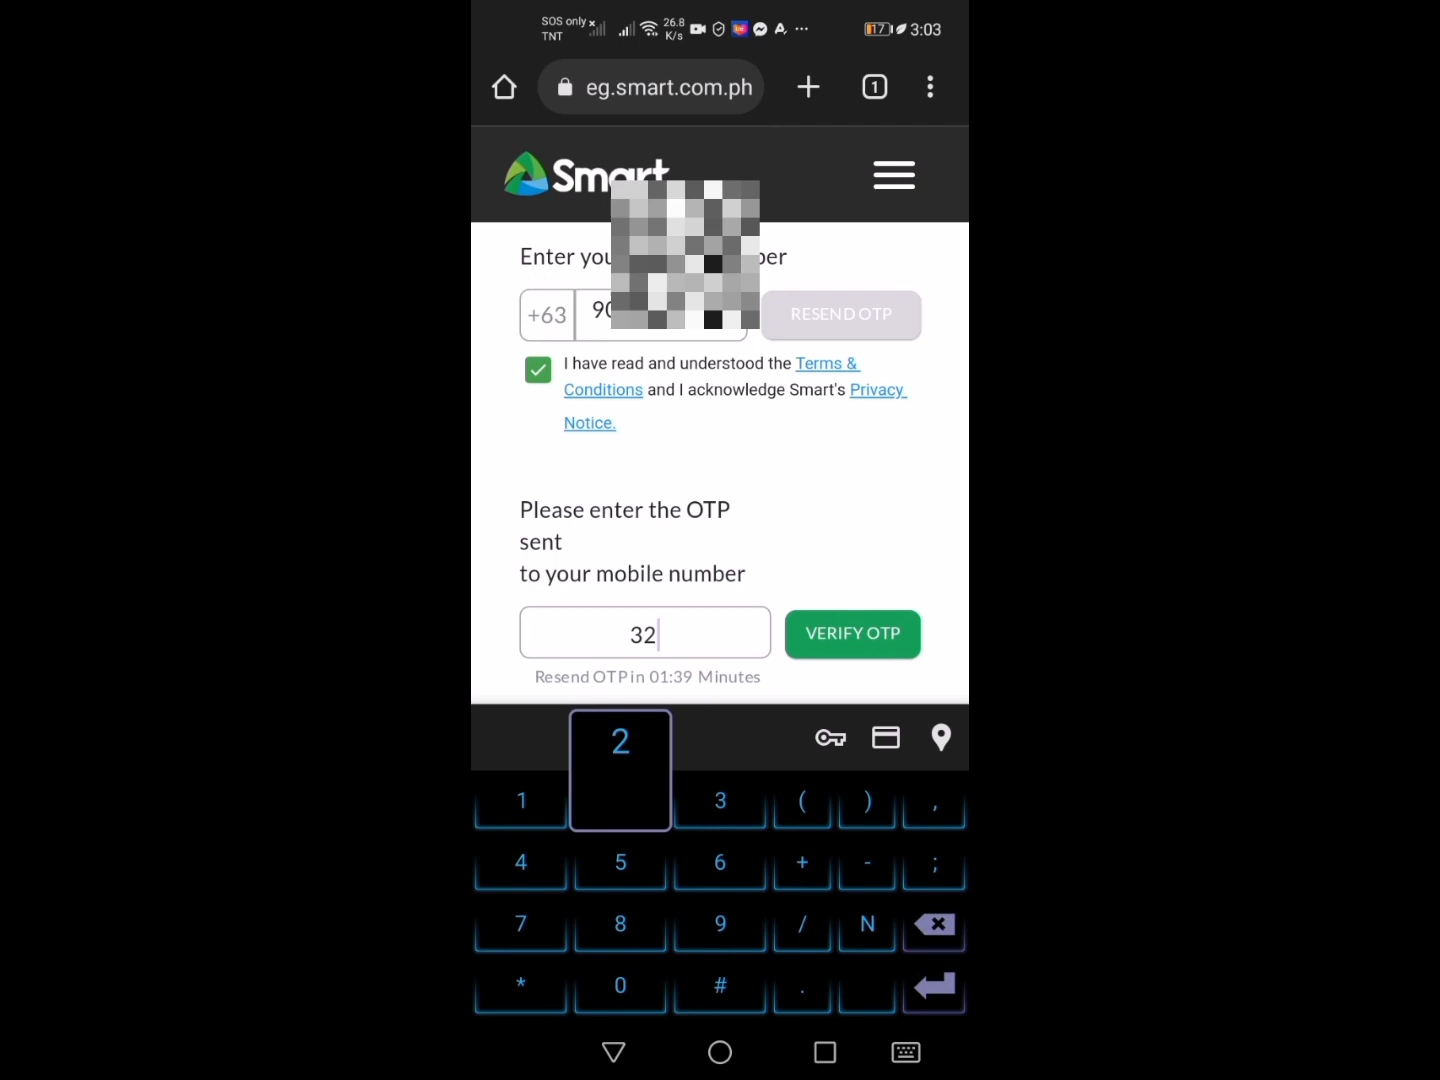 SOS only
TNT
26.8
K/s
17
3:03
eg.smart.com.ph
1
Smart
Enter
+63
90
RESEND OTP
I have read and understood the Terms &
Conditions and I acknowledge Smart's Privacy
Notice.
Please enter the OTP
sent
to your mobile number
32
VERIFY OTP
Resend OTP in 01:39 Minutes
2
1 3 ( ) ,
4 5 6 + - ;
7 8 9 / N
* 0 # .